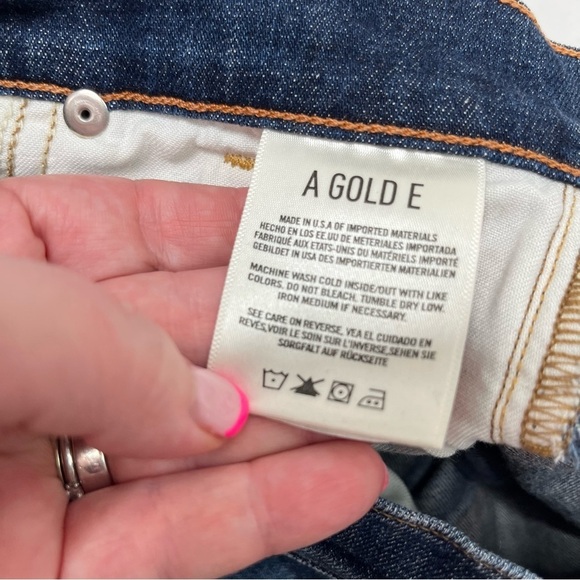 A GOLD E
MADE IN U.S.A OF IMPORTED MATERIALS
HECHO EN LOS EE.UU DE METERIALES IMPORTADA
FABRIQUÉ AUX ETATS-UNIS DU MATÉRIELS IMPORTÉ
GEBILDET IN USA DES IMPORTIERTEN MATERIALIEN
MACHINE WASH COLD INSIDE/OUT WITH LIKE
COLORS. DO NOT BLEACH. TUMBLE DRY LOW.
IRON MEDIUM IF NECESSARY.
SEE CARE ON REVERSE. VEA EL CUIDADO EN
REVÉS,VOIR LE SOIN SUR L'INVERSE,SEHEN SIE
SORGFALT AUF RÜCKSEITE